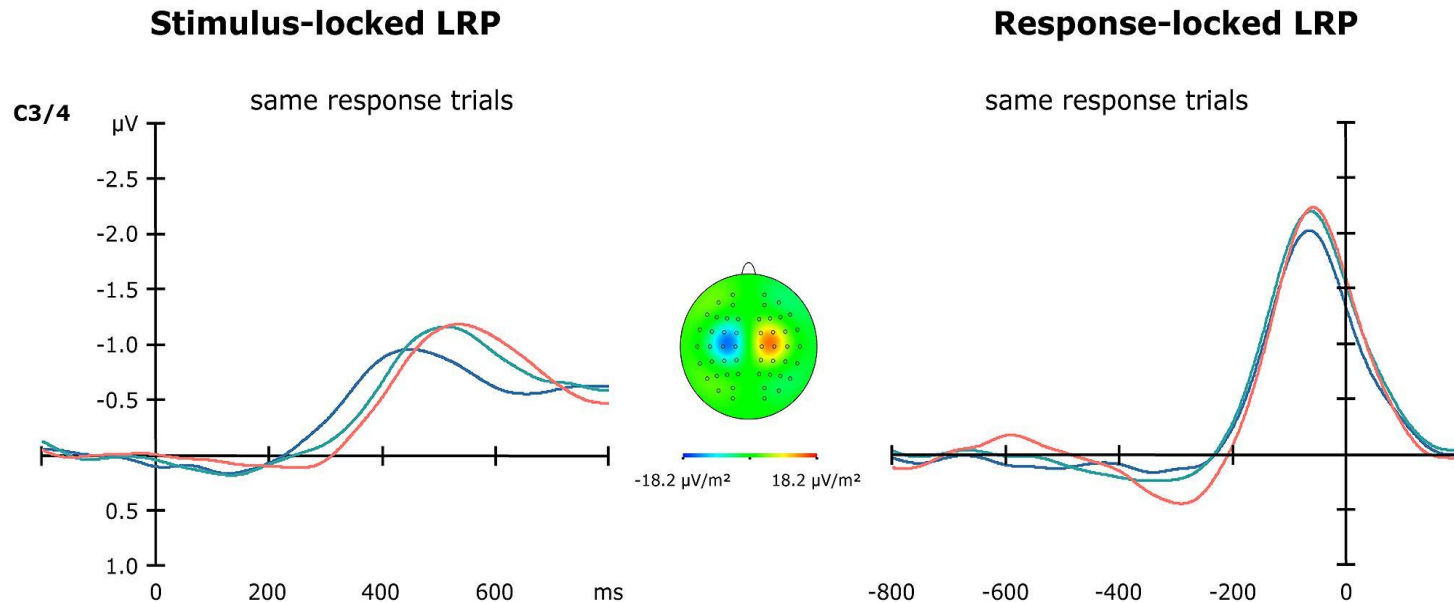 Stimulus-locked LRP
Response-locked LRP
same response trials
same response trials
C3/4
µV
-2.5
-2.0
-1.5
-1.0
-0.5
0.5
1.0
0 200 400 600 ms
-18.2 µV/m² 18.2 µV/m²
-800 -600 -400 -200 0